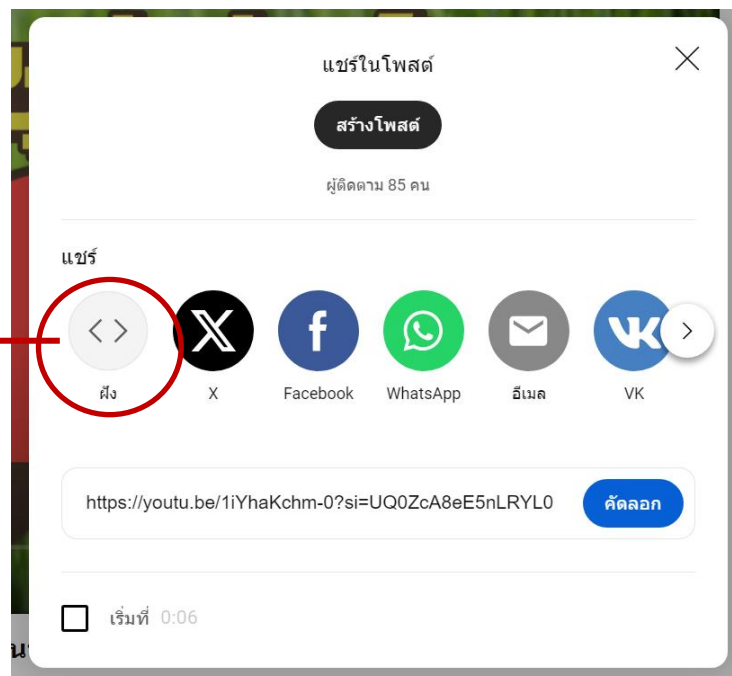 แชร์ในโพสต์
สร้างโพสต์
ผู้ติดตาม 85 คน
แชร์
ฝัง X Facebook WhatsApp อีเมล VK
https://youtu.be/1iYhaKchm-0?si=UQ0ZcA8eE5nLRYL0 คัดลอก
เริ่มที่ 0:06